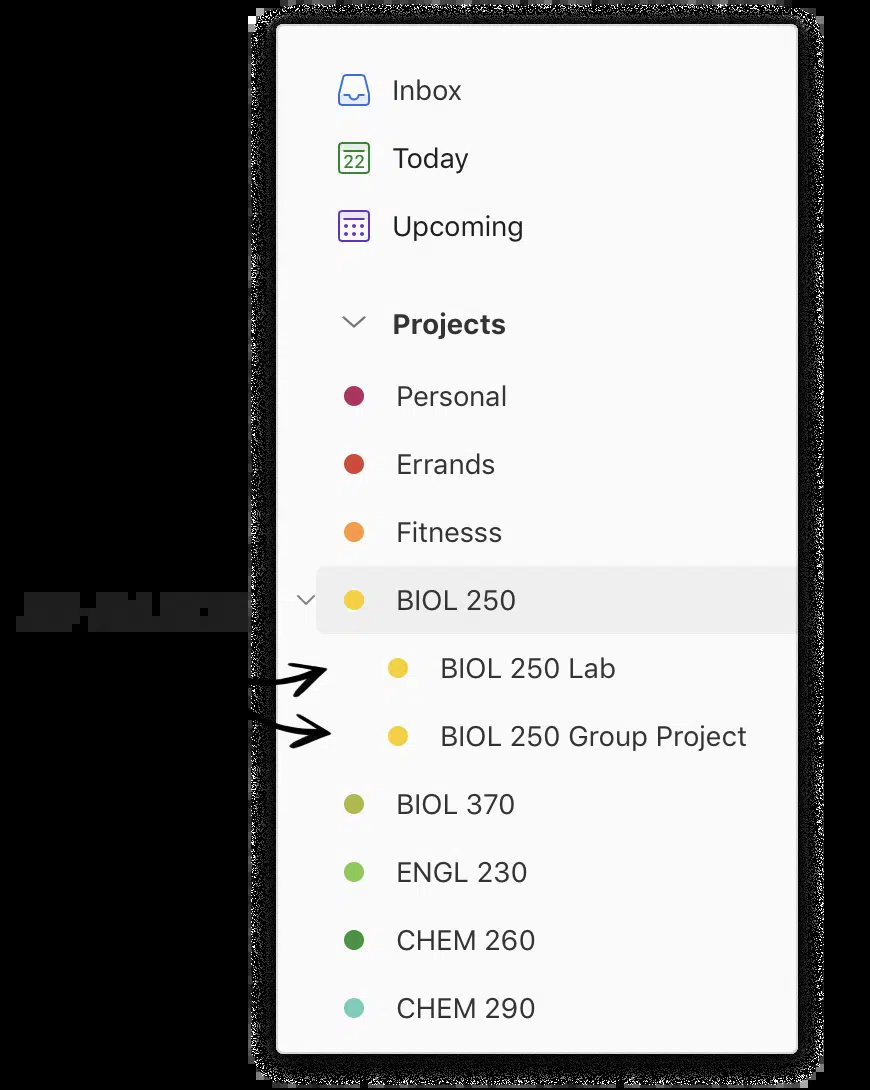 Inbox
22 Today
Upcoming
Projects
Personal
Errands
Fitnesss
BIOL 250
BIOL 250 Lab
BIOL 250 Group Project
BIOL 370
ENGL 230
CHEM 260
CHEM 290